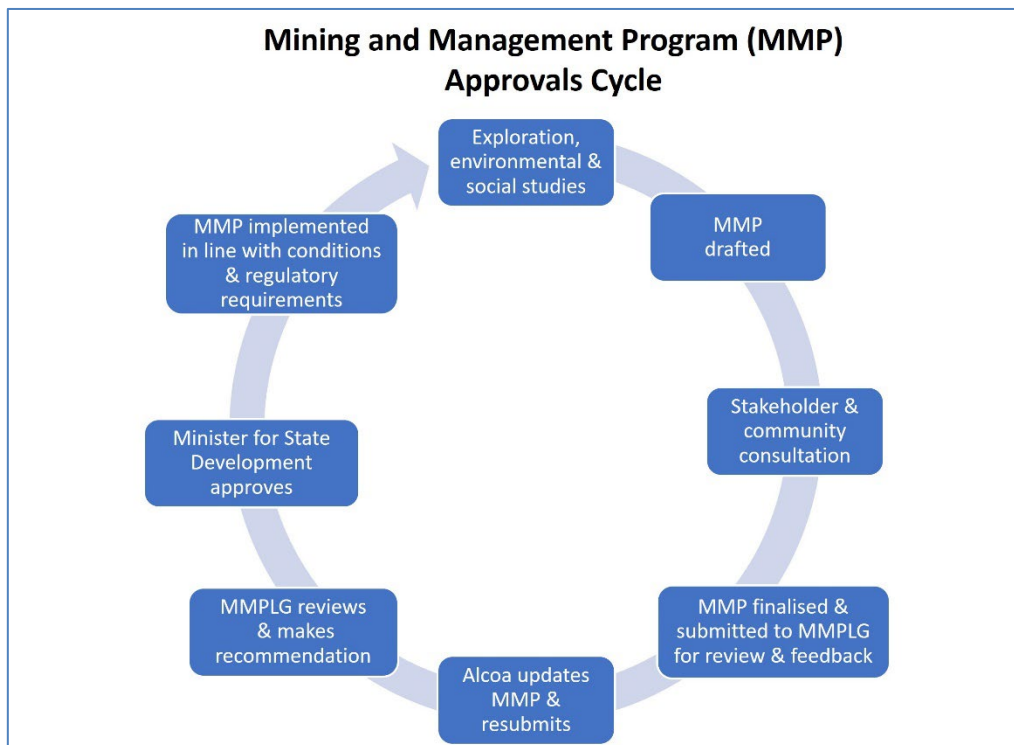 Mining and Management Program (MMP)
Approvals Cycle
Exploration,
environmental &
social studies
MMP
drafted
Stakeholder &
community
consultation
MMP finalised &
submitted to MMPLG
for review & feedback
Alcoa updates
MMP &
resubmits
MMPLG reviews
& makes
recommendation
Minister for State
Development
approves
MMP implemented
in line with conditions
& regulatory
requirements